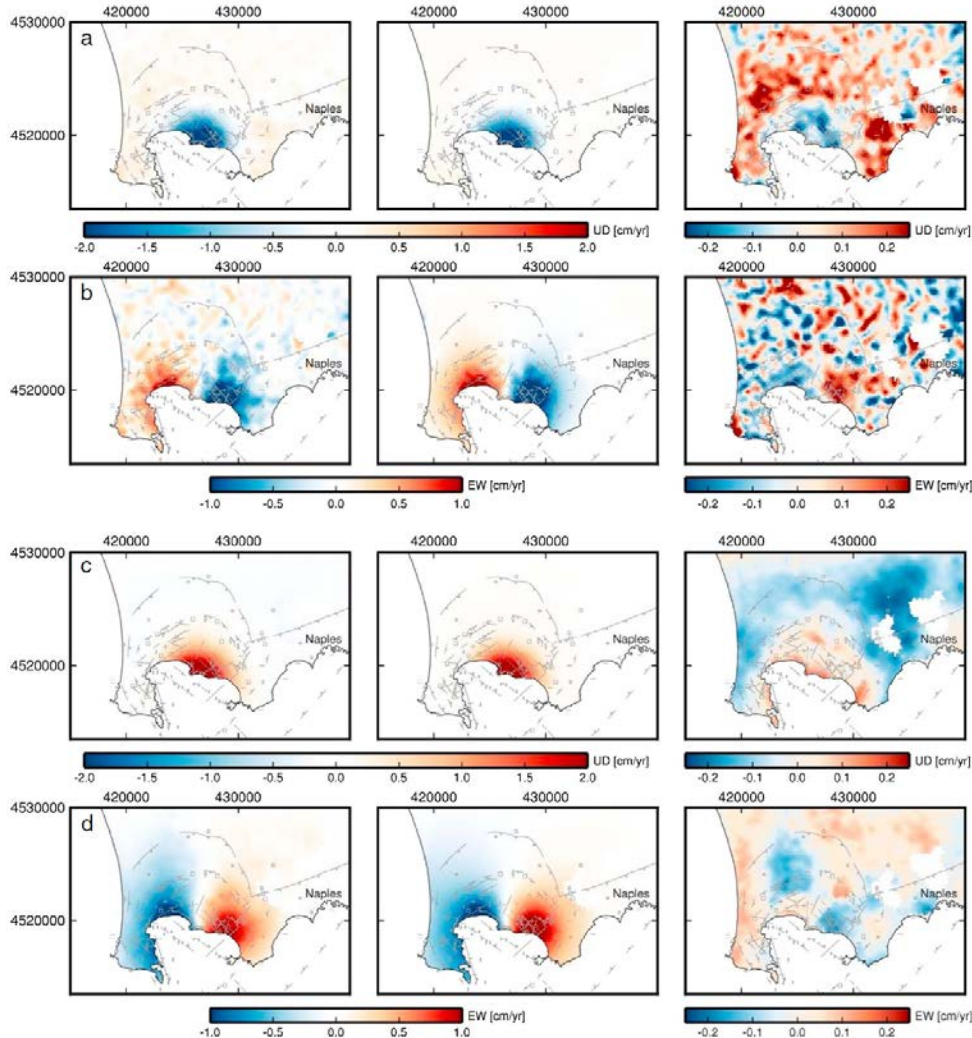 420000 430000 420000 430000 420000 430000
4530000
a
Naples Naples Naples
4520000
-2.0 -1.5 -1.0 -0.5 0.0 0.5 1.0 1.5 2.0 UD [cm/yr] -0.2 -0.1 0.0 0.1 0.2 UD [cm/yr]
420000 430000 420000 430000 420000 430000
4530000
b
Naples Naples Naples
4520000
-1.0 -0.5 0.0 0.5 1.0 EW [cm/yr] -0.2 -0.1 0.0 0.1 0.2 EW [cm/yr]
420000 430000 420000 430000 420000 430000
4530000
c
Naples Naples Naples
4520000
-2.0 -1.5 -1.0 -0.5 0.0 0.5 1.0 1.5 2.0 UD [cm/yr] -0.2 -0.1 0.0 0.1 0.2 UD [cm/yr]
420000 430000 420000 430000 420000 430000
4530000
d
Naples Naples Naples
4520000
-1.0 -0.5 0.0 0.5 1.0 EW [cm/yr] -0.2 -0.1 0.0 0.1 0.2 EW [cm/yr]